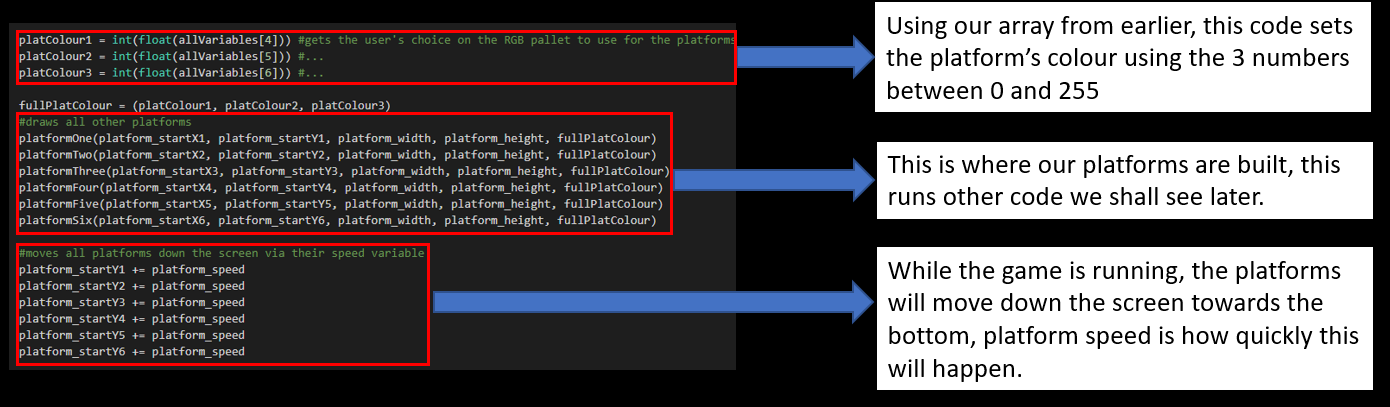 platColour1 = int(float(allVariables[4])) #gets the user's choice on the RGB pallet to use for the platforms
platColour2 = int(float(allVariables[5])) #...
platColour3 = int(float(allVariables[6])) #...
fullPlatColour = (platColour1, platColour2, platColour3)
#draws all other platforms
platformOne(platform_startX1, platform_startY1, platform_width, platform_height, fullPlatColour)
platformTwo(platform_startX2, platform_startY2, platform_width, platform_height, fullPlatColour)
platformThree(platform_startX3, platform_startY3, platform_width, platform_height, fullPlatColour)
platformFour(platform_startX4, platform_startY4, platform_width, platform_height, fullPlatColour)
platformFive(platform_startX5, platform_startY5, platform_width, platform_height, fullPlatColour)
platformSix(platform_startX6, platform_startY6, platform_width, platform_height, fullPlatColour)
#moves all platforms down the screen via their speed variable
platform_startY1 += platform_speed
platform_startY2 += platform_speed
platform_startY3 += platform_speed
platform_startY4 += platform_speed
platform_startY5 += platform_speed
platform_startY6 += platform_speed
Using our array from earlier, this code sets
the platform’s colour using the 3 numbers
between 0 and 255
This is where our platforms are built, this
runs other code we shall see later.
While the game is running, the platforms
will move down the screen towards the
bottom, platform speed is how quickly this
will happen.